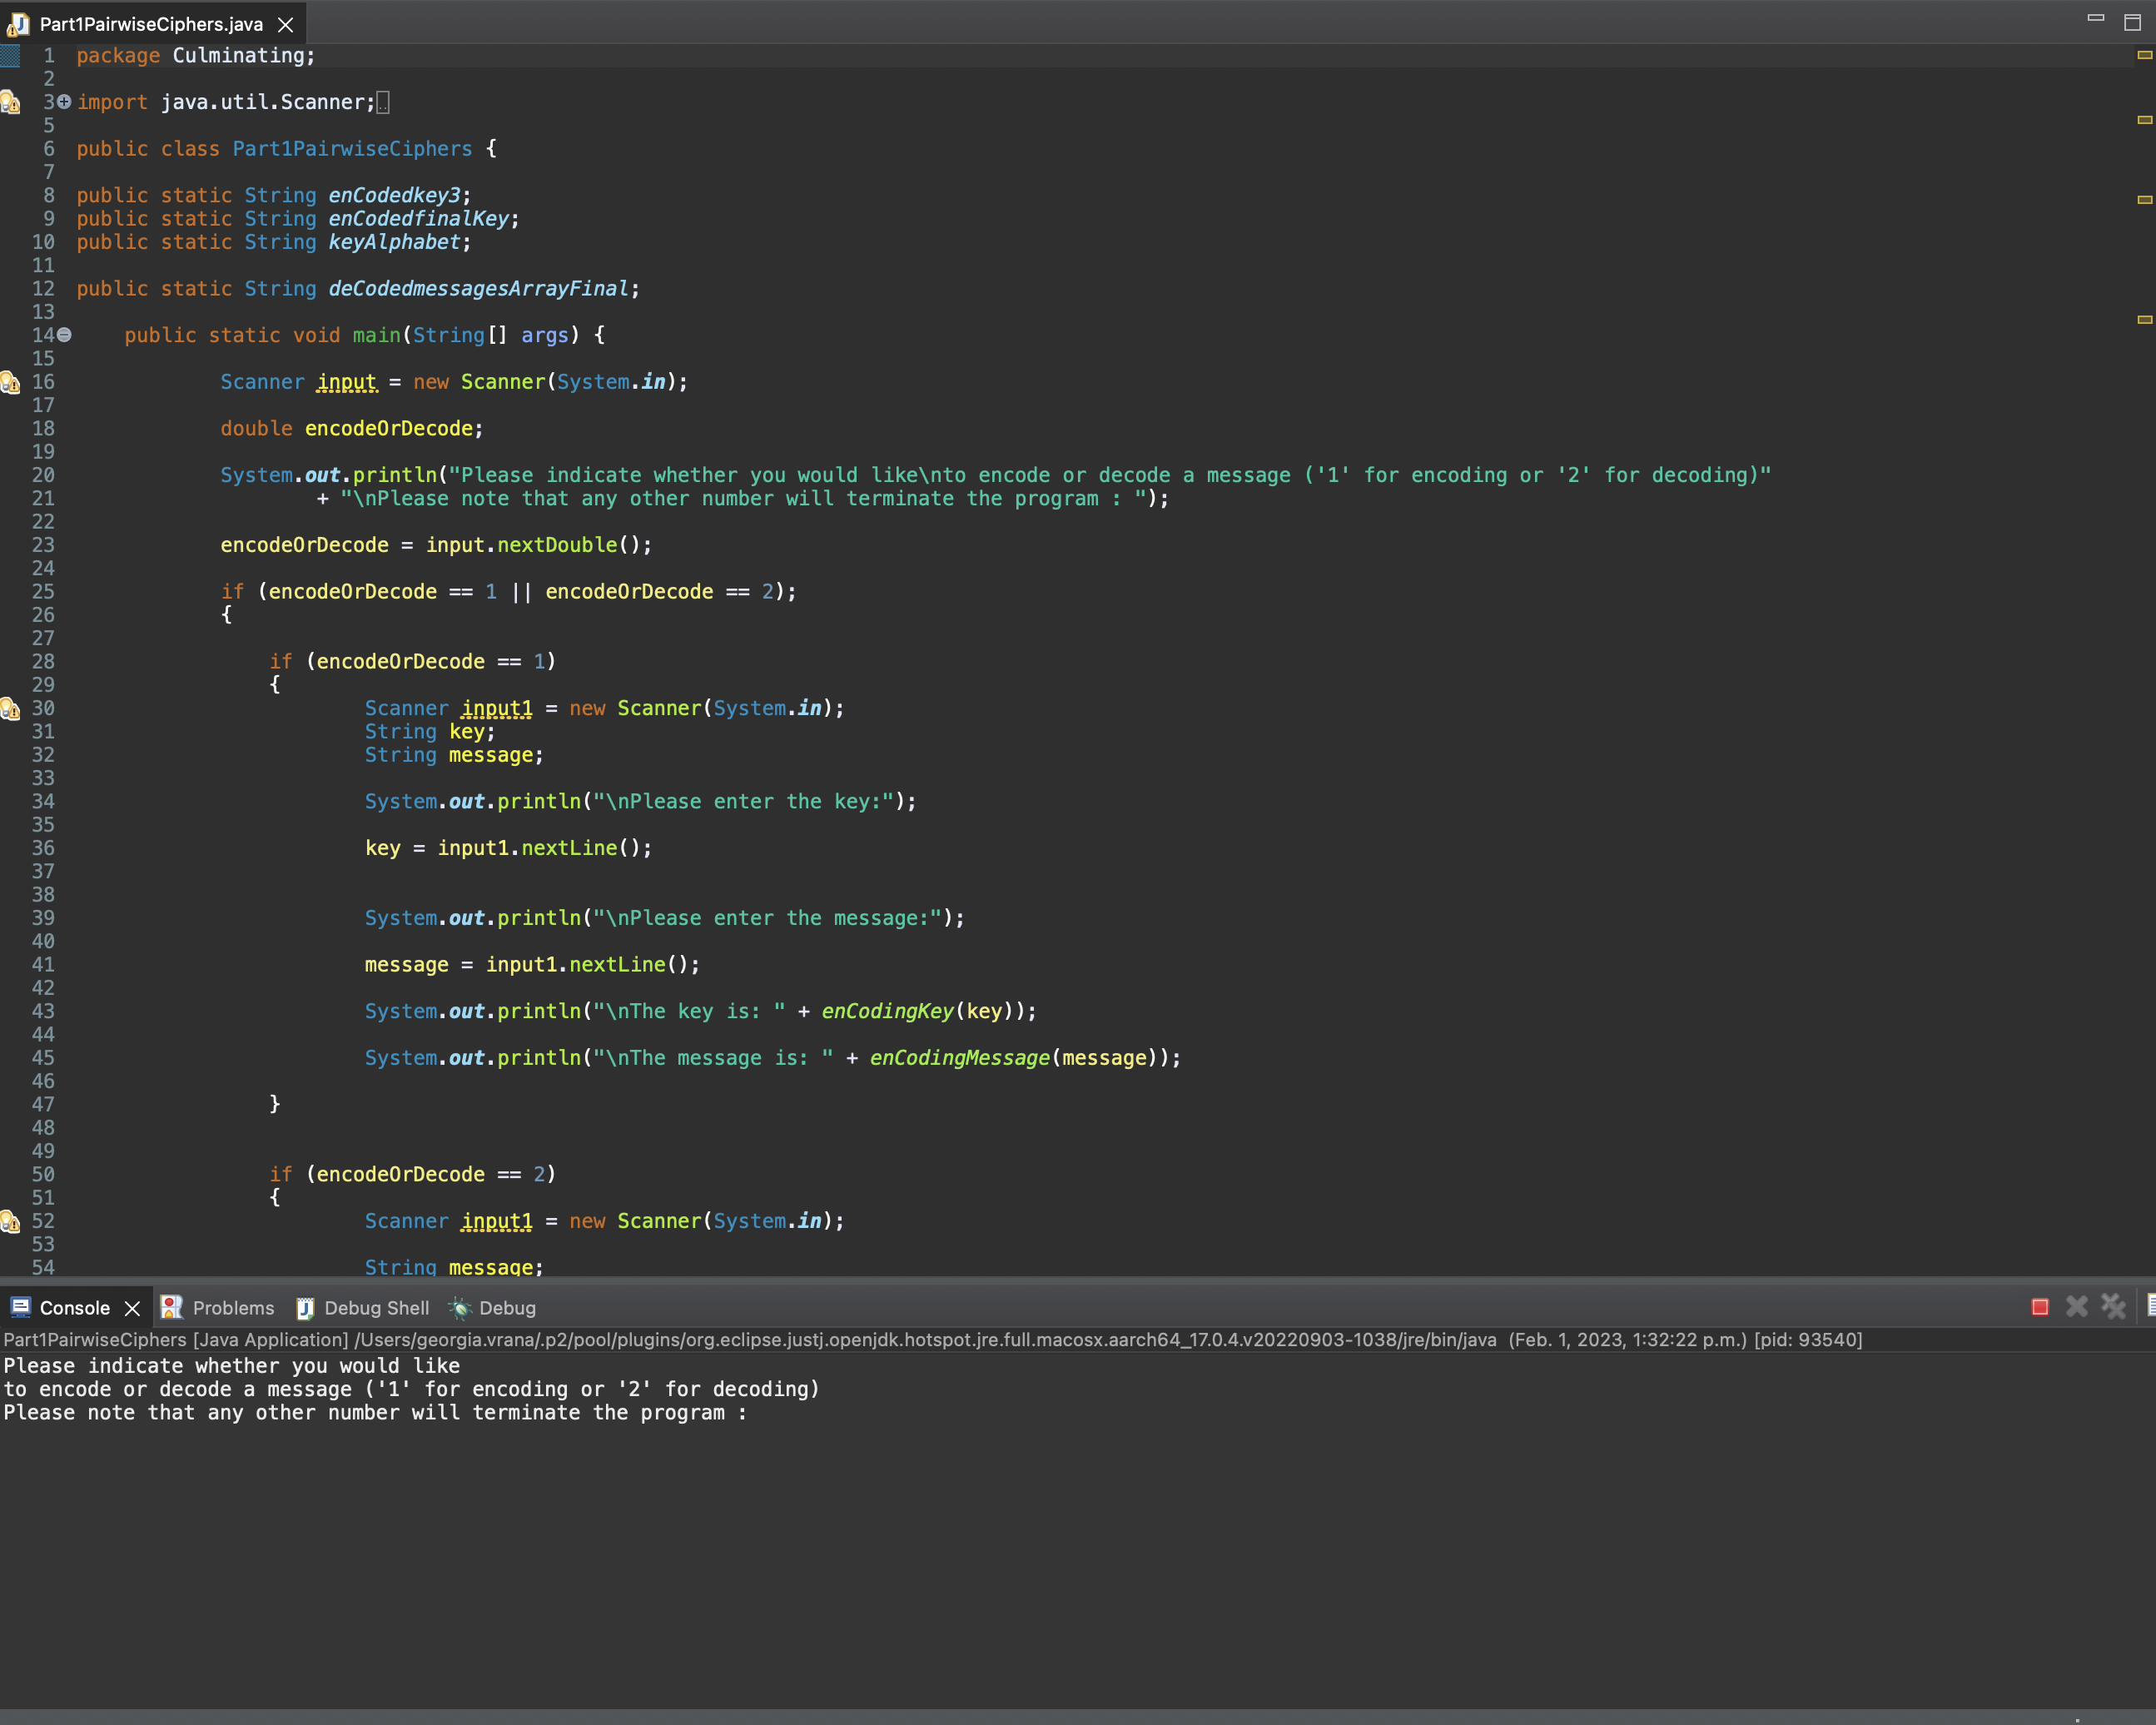 Part1PairwiseCiphers.java
1 package Culminating;
2
3 import java.util.Scanner;
5
6 public class Part1PairwiseCiphers {
7
8 public static String enCodedkey3;
9 public static String enCodedfinalKey;
10 public static String keyAlphabet;
11
12 public static String deCodedmessagesArrayFinal;
13
14 public static void main(String[] args) {
15
16 Scanner input = new Scanner(System.in);
17
18 double encodeOrDecode;
19
20 System.out.println("Please indicate whether you would like\nto encode or decode a message ('1' for encoding or '2' for decoding)"
21 + "\nPlease note that any other number will terminate the program : ");
22
23 encodeOrDecode = input.nextDouble();
24
25 if (encodeOrDecode == 1 || encodeOrDecode == 2);
26 {
27
28 if (encodeOrDecode == 1)
29 {
30 Scanner input1 = new Scanner(System.in);
31 String key;
32 String message;
33
34 System.out.println("\nPlease enter the key:");
35
36 key = input1.nextLine();
37
38
39 System.out.println("\nPlease enter the message:");
40
41 message = input1.nextLine();
42
43 System.out.println("\nThe key is: " + enCodingKey(key));
44
45 System.out.println("\nThe message is: " + enCodingMessage(message));
46
47 }
48
49
50 if (encodeOrDecode == 2)
51 {
52 Scanner input1 = new Scanner(System.in);
53
54 String message;
Console Problems Debug Shell Debug
Part1PairwiseCiphers [Java Application] /Users/georgia.vrana/.p2/pool/plugins/org.eclipse.justj.openjdk.hotspot.jre.full.macosx.aarch64_17.0.4.v20220903-1038/jre/bin/java (Feb. 1, 2023, 1:32:22 p.m.) [pid: 93540]
Please indicate whether you would like
to encode or decode a message ('1' for encoding or '2' for decoding)
Please note that any other number will terminate the program :